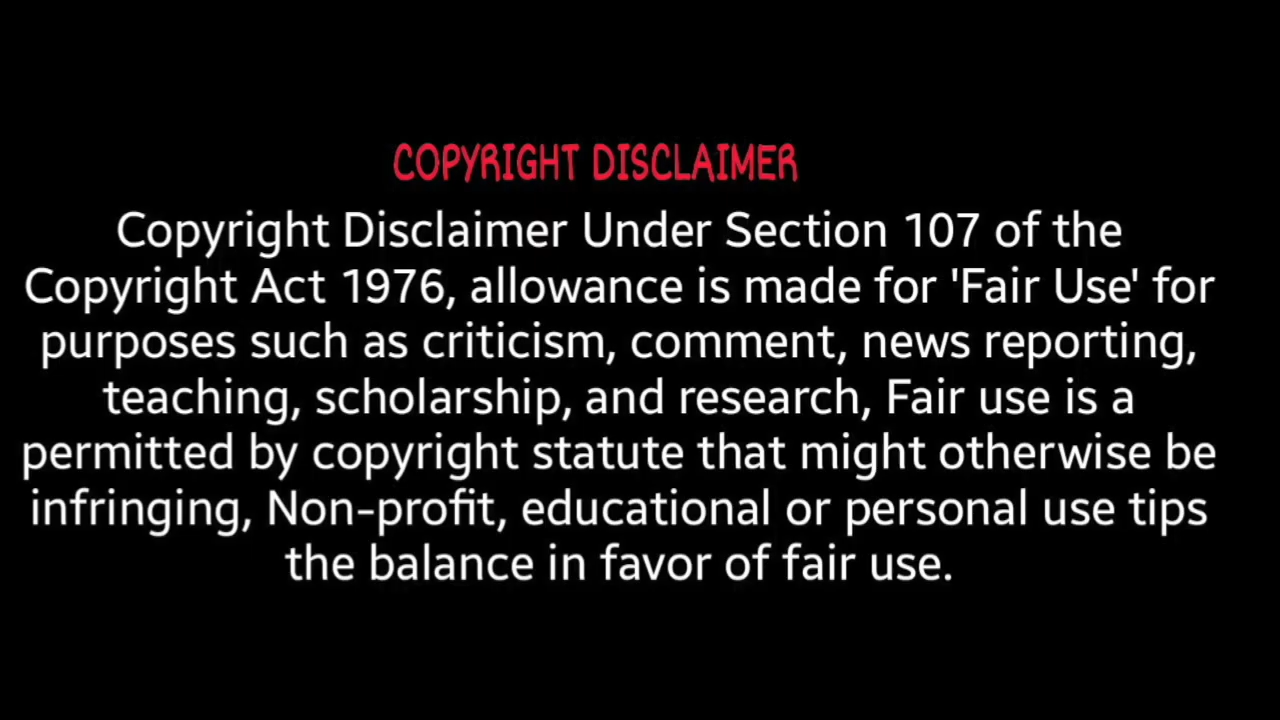 COPYRIGHT DISCLAIMER
Copyright Disclaimer Under Section 107 of the
Copyright Act 1976, allowance is made for 'Fair Use' for
purposes such as criticism, comment, news reporting,
teaching, scholarship, and research, Fair use is a
permitted by copyright statute that might otherwise be
infringing, Non-profit, educational or personal use tips
the balance in favor of fair use.